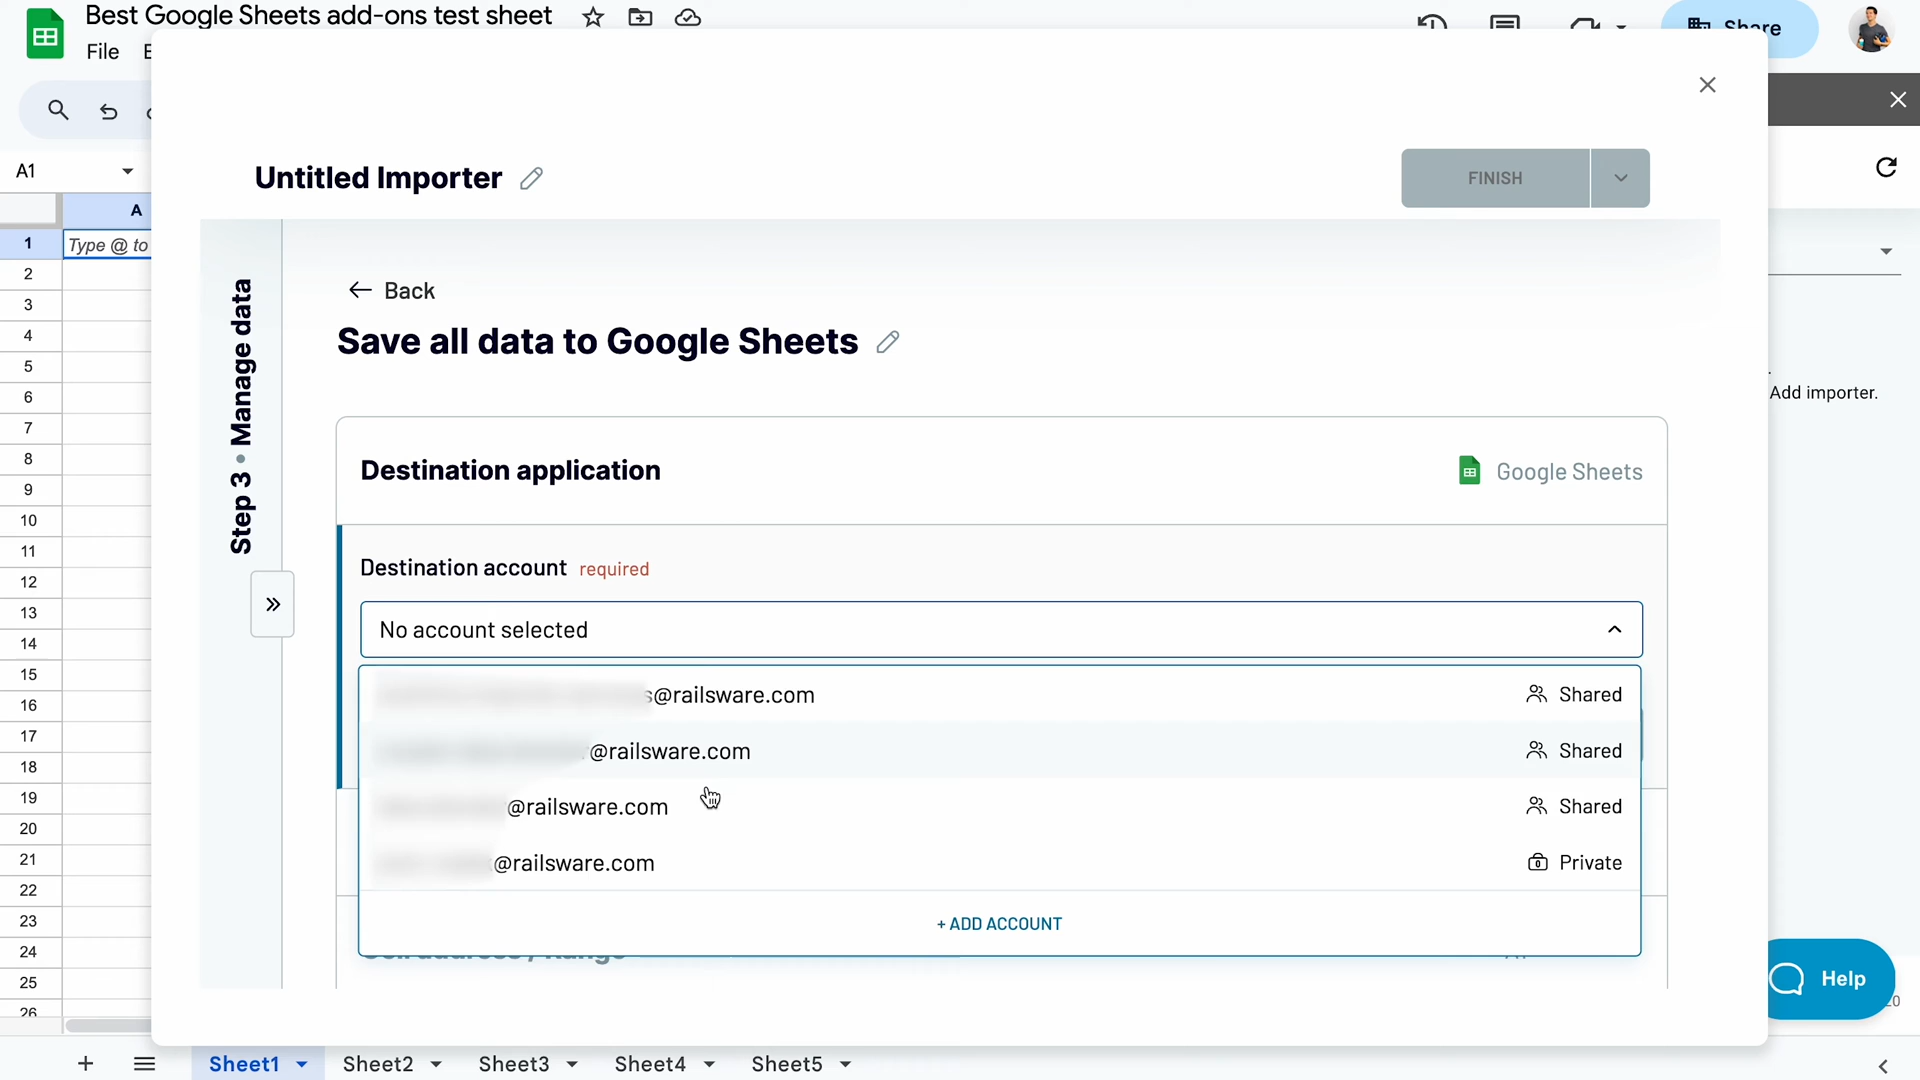 Best Google Sheets add-ons test sheet
Share
File
A1
A
Type @ to
1
2
3
4
5
6
7
8
9
10
11
12
13
14
15
16
17
18
19
20
21
22
23
24
25
26
Untitled Importer
FINISH
Step 3 • Manage data
Back
Save all data to Google Sheets
Destination application
Google Sheets
Destination account required
No account selected
s@railsware.com
Shared
@railsware.com
Shared
@railsware.com
Shared
@railsware.com
Private
+ ADD ACCOUNT
Add importer.
Help
Sheet1
Sheet2
Sheet3
Sheet4
Sheet5